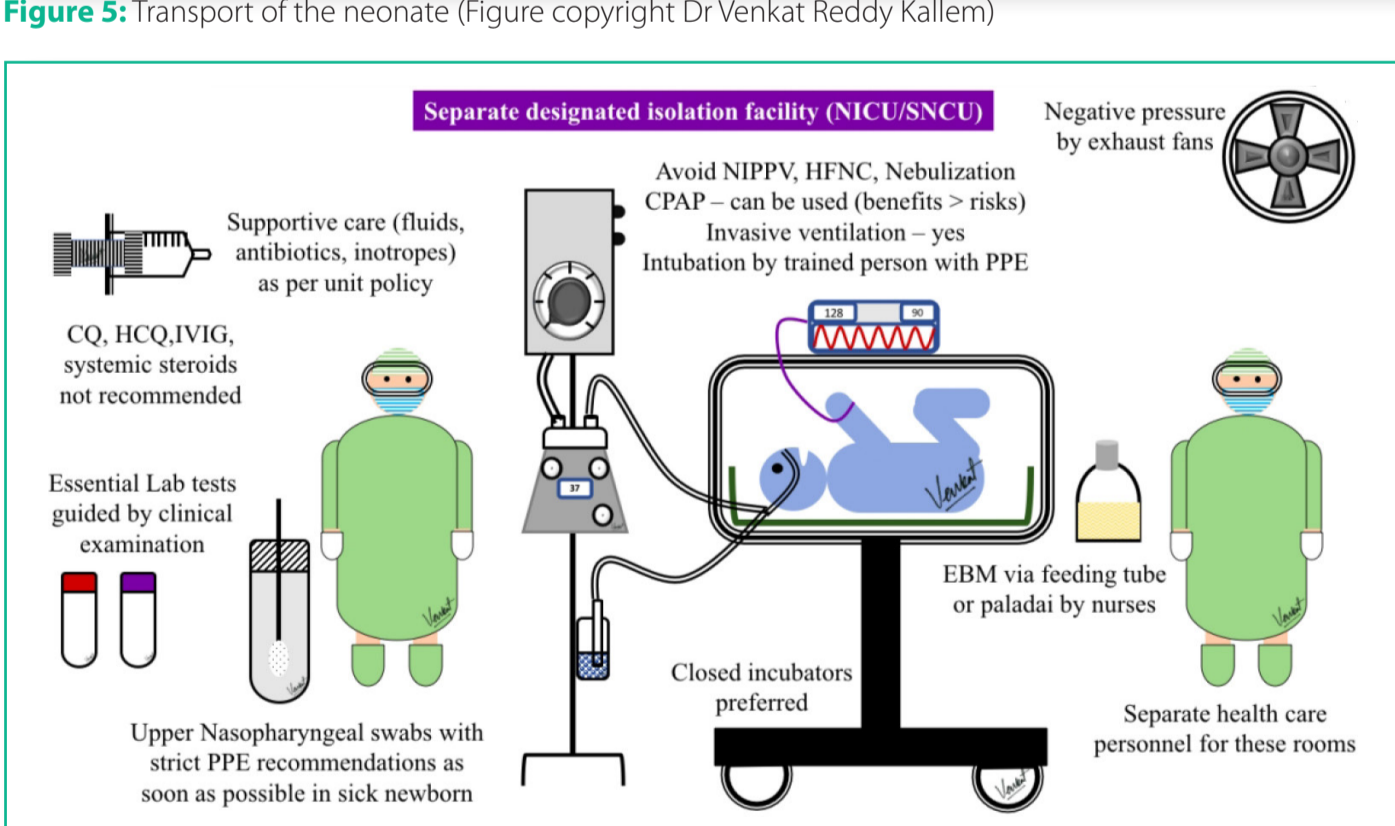 Figure 5: Transport of the neonate (Figure copyright Dr Venkat Reddy Kallem)
Separate designated isolation facility (NICU/SNCU)
Negative pressure
by exhaust fans
Avoid NIPPV, HFNC, Nebulization
CPAP – can be used (benefits > risks)
Invasive ventilation – yes
Intubation by trained person with PPE
Supportive care (fluids,
antibiotics, inotropes)
as per unit policy
CQ, HCQ,IVIG,
systemic steroids
not recommended
128
90
Essential Lab tests
guided by clinical
examination
37
Venkat
Venkat
Venkat
Venkat
Venkat
EBM via feeding tube
or paladai by nurses
Closed incubators
preferred
Separate health care
personnel for these rooms
Upper Nasopharyngeal swabs with
strict PPE recommendations as
soon as possible in sick newborn